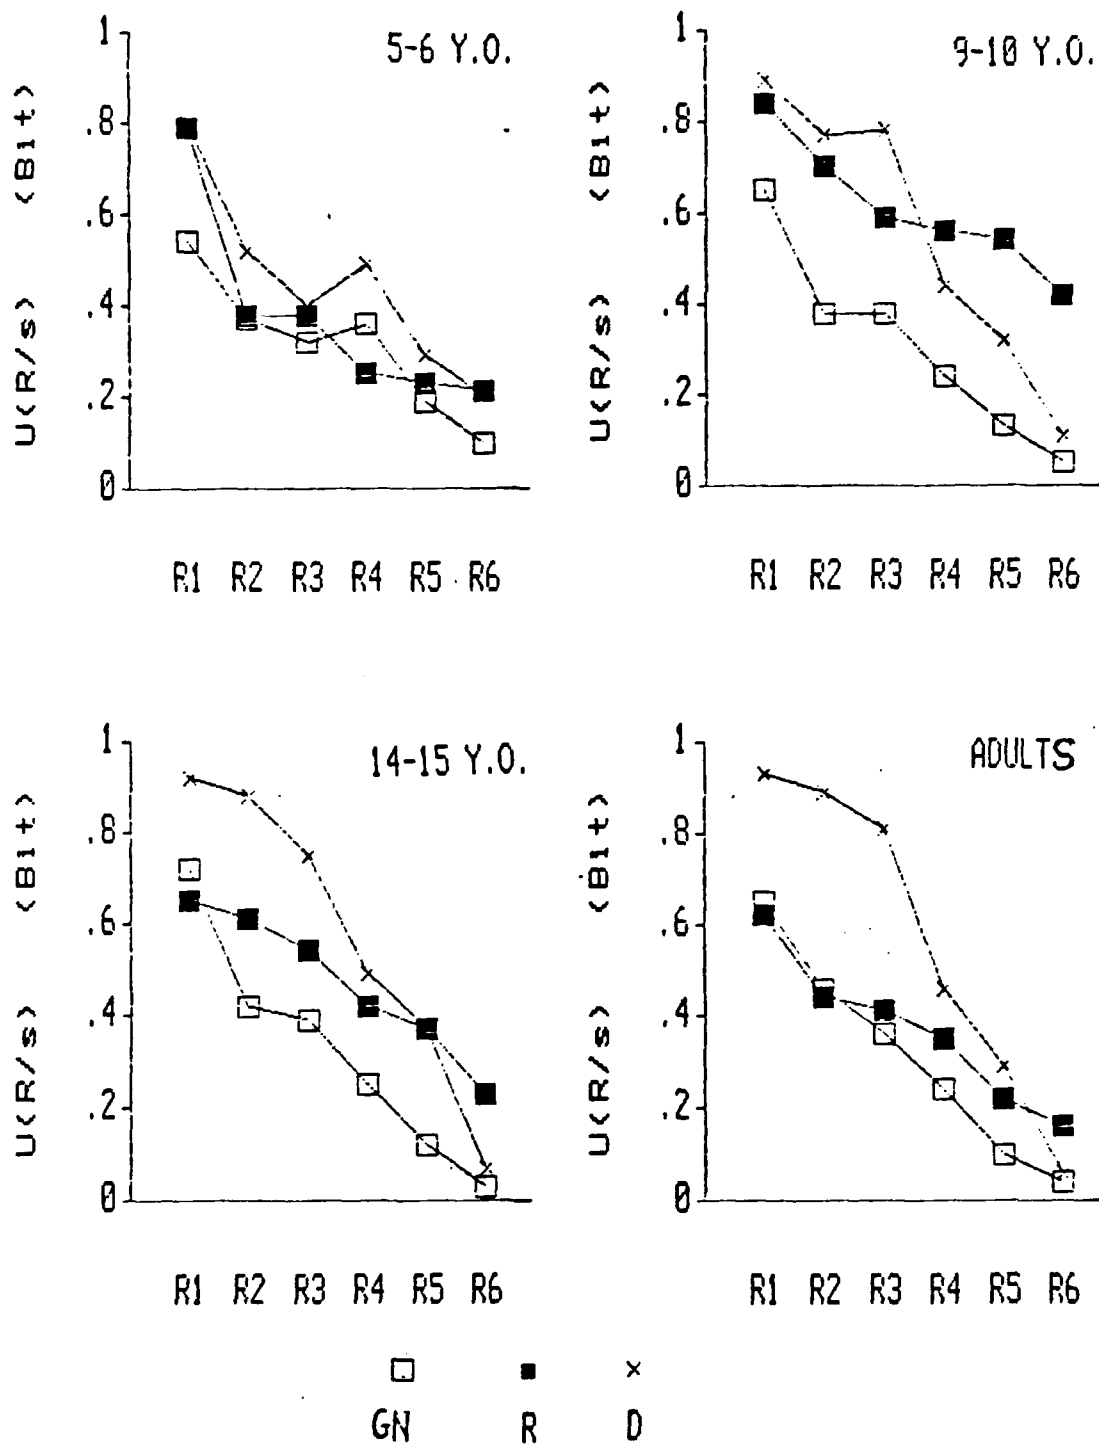 5-6 Y.O.
U(R/s) (Bit)
1
.8
.6
.4
.2
0
R1 R2 R3 R4 R5 R6
9-10 Y.O.
U(R/s) (Bit)
1
.8
.6
.4
.2
0
R1 R2 R3 R4 R5 R6
14-15 Y.O.
U(R/s) (Bit)
1
.8
.6
.4
.2
0
R1 R2 R3 R4 R5 R6
ADULTS
U(R/s) (Bit)
1
.8
.6
.4
.2
0
R1 R2 R3 R4 R5 R6
GN R D